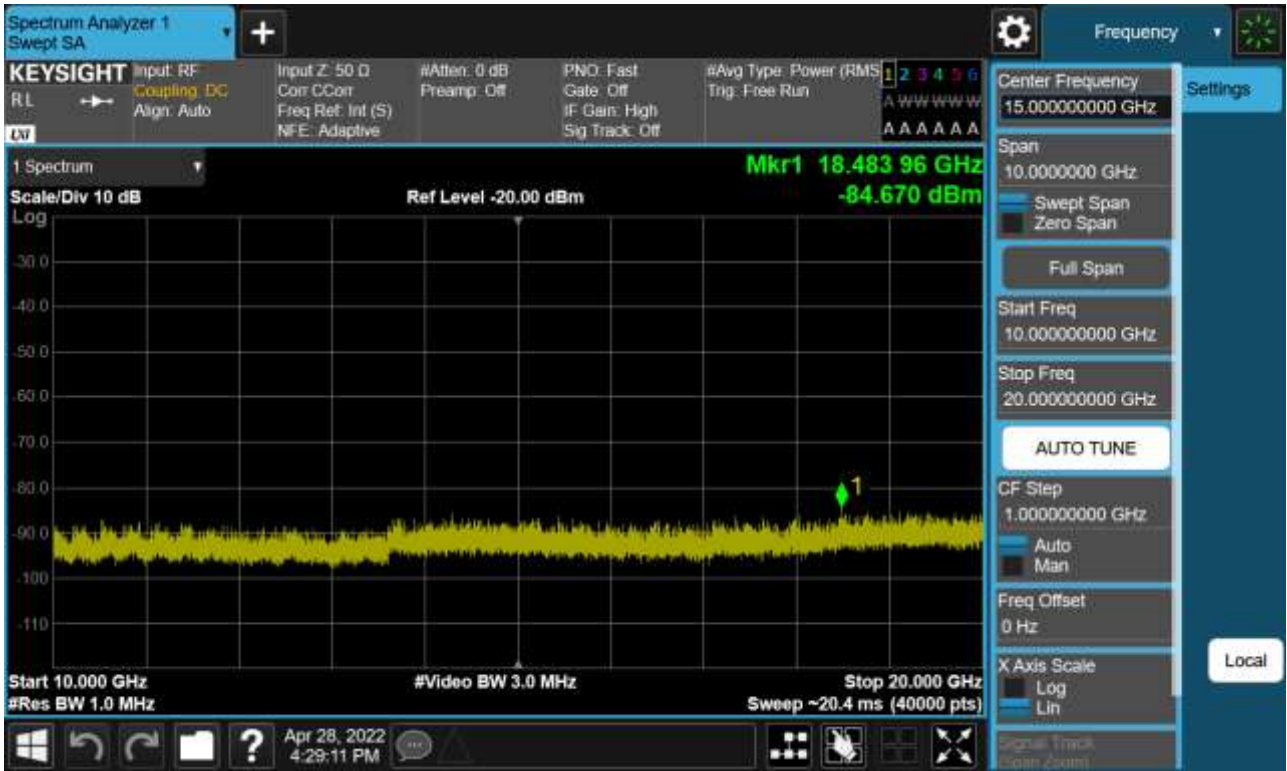 Spectrum Analyzer 1
Swept SA
+
Frequency
KEYSIGHT
RL
LXI
Input: RF
Coupling: DC
Align: Auto
Input Z: 50 Ω
Corr CCorr
Freq Ref: Int (S)
NFE: Adaptive
#Atten: 0 dB
Preamp: Off
PNO: Fast
Gate: Off
IF Gain: High
Sig Track: Off
#Avg Type: Power (RMS
Trig: Free Run
1 2 3 4 5 6
A W W W W W
A A A A A A
1 Spectrum
Scale/Div 10 dB
Ref Level -20.00 dBm
Mkr1 18.483 96 GHz
-84.670 dBm
Log
-30.0
-40.0
-50.0
-60.0
-70.0
-80.0
-90.0
-100
-110
1
Start 10.000 GHz
#Res BW 1.0 MHz
#Video BW 3.0 MHz
Stop 20.000 GHz
Sweep ~20.4 ms (40000 pts)
Center Frequency
15.000000000 GHz
Settings
Span
10.0000000 GHz
Swept Span
Zero Span
Full Span
Start Freq
10.000000000 GHz
Stop Freq
20.000000000 GHz
AUTO TUNE
CF Step
1.000000000 GHz
Auto
Man
Freq Offset
0 Hz
X Axis Scale
Log
Lin
Signal Track
(Span Zoom)
Local
?
Apr 28, 2022
4:29:11 PM